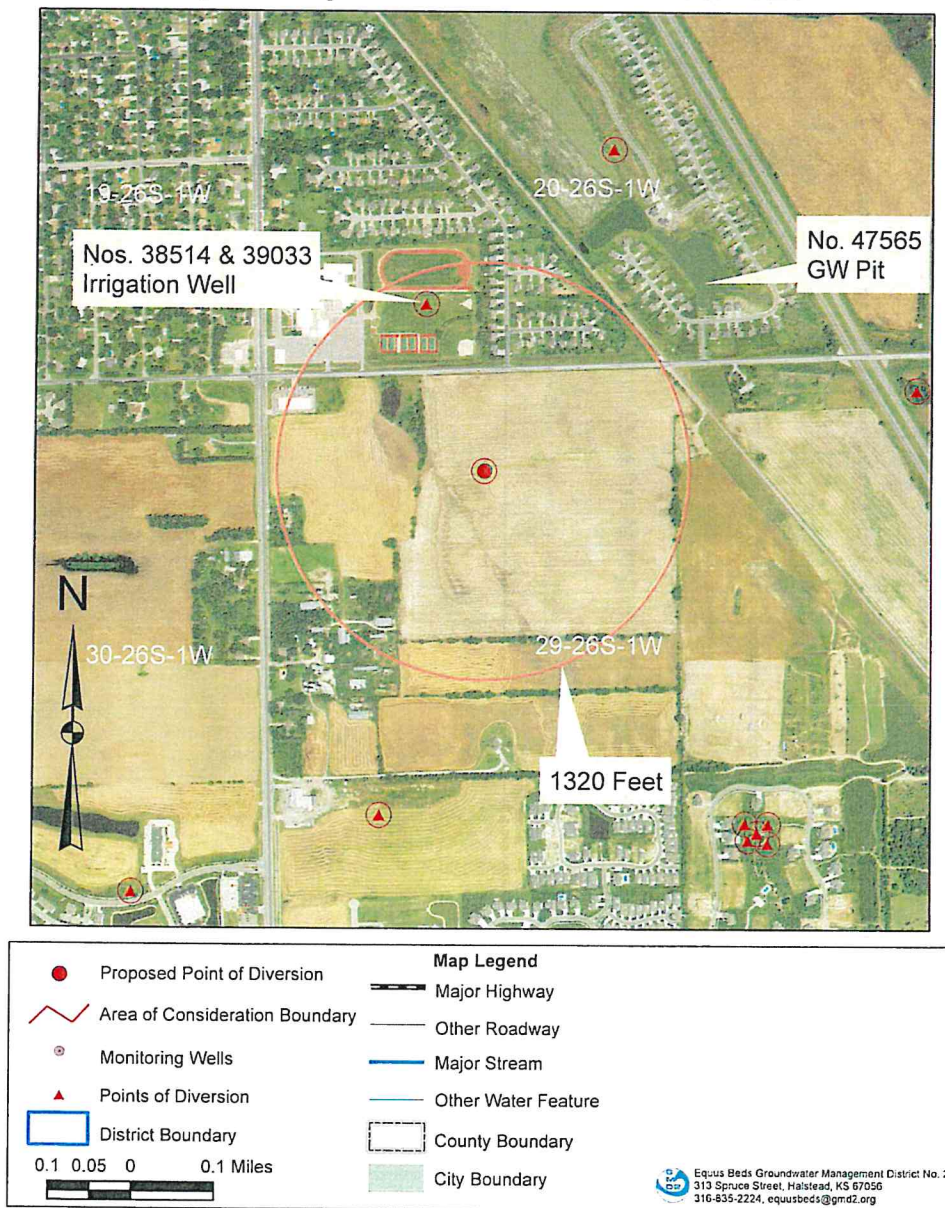 19-26S-1W
20-26S-1W
Nos. 38514 & 39033
Irrigation Well
No. 47565
GW Pit
N
30-26S-1W
29-26S-1W
1320 Feet
Map Legend
Proposed Point of Diversion
Area of Consideration Boundary
Monitoring Wells
Points of Diversion
District Boundary
0.1 0.05 0 0.1 Miles
Major Highway
Other Roadway
Major Stream
Other Water Feature
County Boundary
City Boundary
Equus Beds Groundwater Management District No. 2
313 Spruce Street, Halstead, KS 67056
316-835-2224, equusbeds@gmd2.org